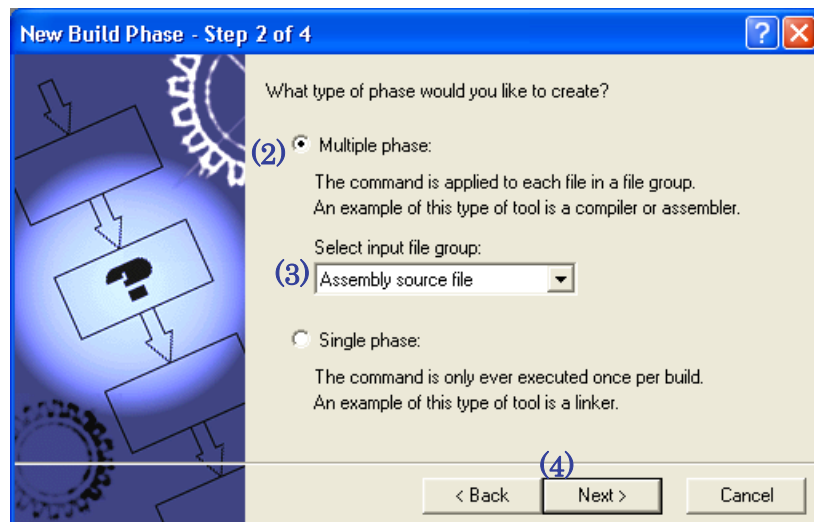 New Build Phase - Step 2 of 4
What type of phase would you like to create?
(2) Multiple phase:
The command is applied to each file in a file group.
An example of this type of tool is a compiler or assembler.
Select input file group:
(3) Assembly source file
Single phase:
The command is only ever executed once per build.
An example of this type of tool is a linker.
(4)
< Back Next > Cancel